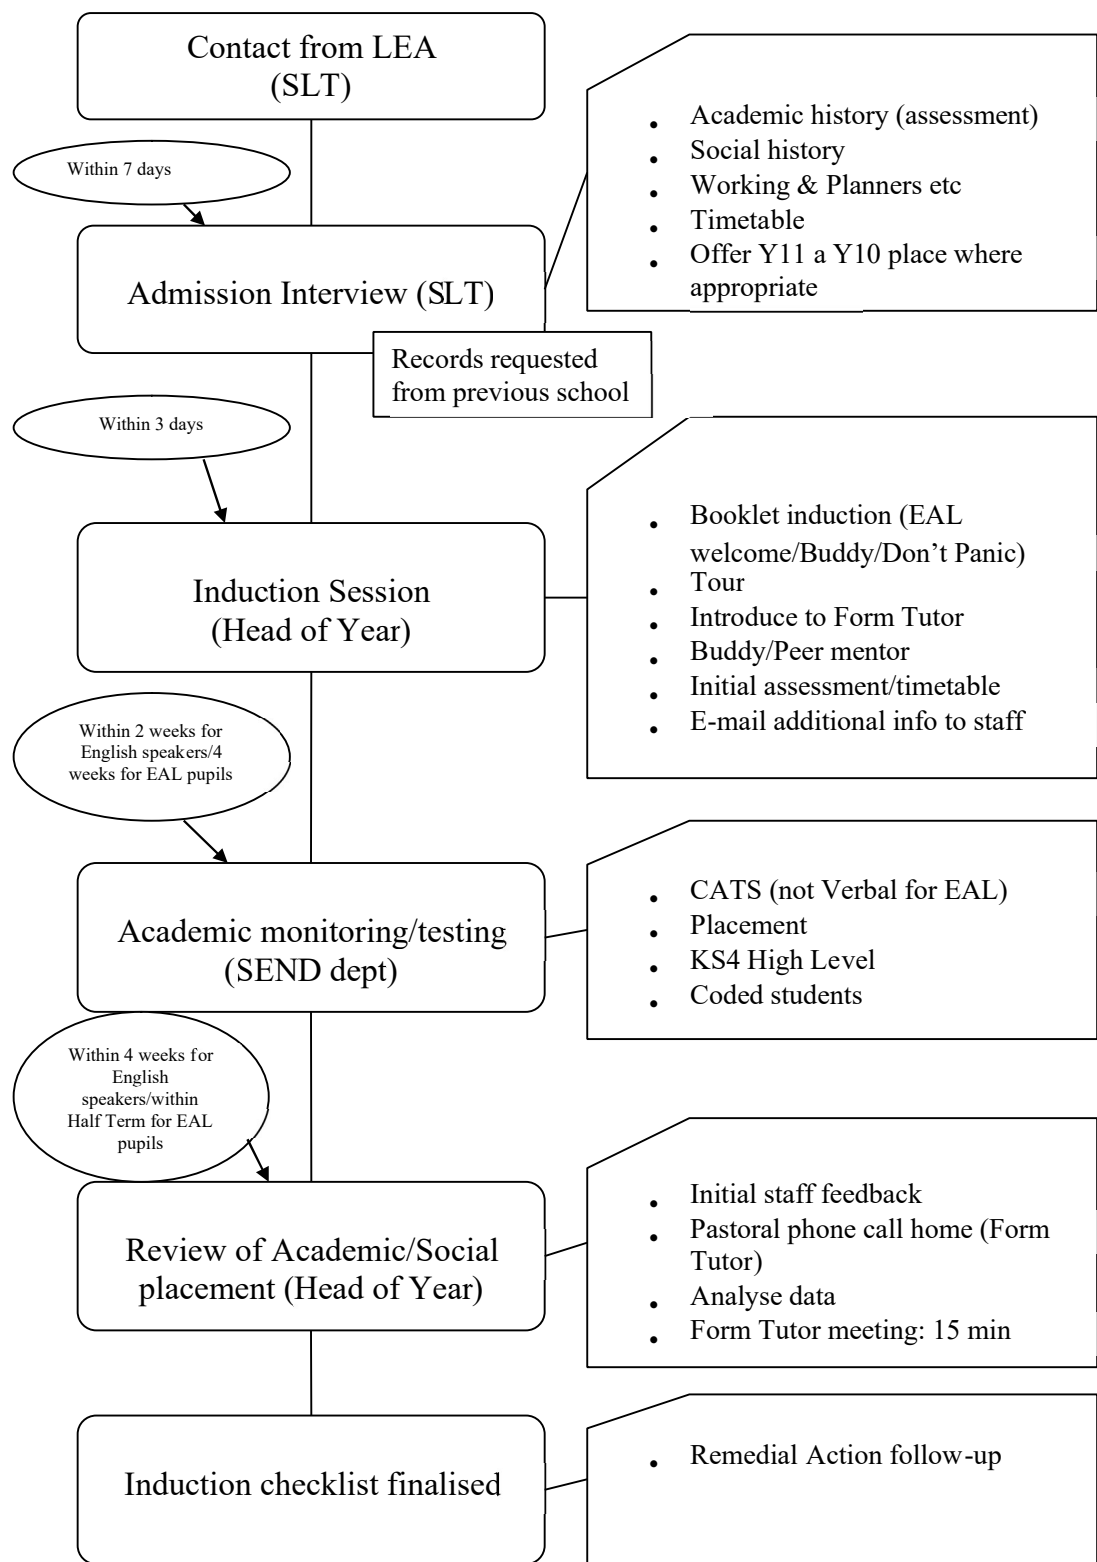 Contact from LEA
(SLT)
Within 7 days
Admission Interview (SLT)
Records requested
from previous school
• Academic history (assessment)
• Social history
• Working & Planners etc
• Timetable
• Offer Y11 a Y10 place where
appropriate
Within 3 days
Induction Session
(Head of Year)
• Booklet induction (EAL
welcome/Buddy/Don’t Panic)
• Tour
• Introduce to Form Tutor
• Buddy/Peer mentor
• Initial assessment/timetable
• E-mail additional info to staff
Within 2 weeks for
English speakers/4
weeks for EAL pupils
Academic monitoring/testing
(SEND dept)
• CATS (not Verbal for EAL)
• Placement
• KS4 High Level
• Coded students
Within 4 weeks for
English
speakers/within
Half Term for EAL
pupils
Review of Academic/Social
placement (Head of Year)
• Initial staff feedback
• Pastoral phone call home (Form
Tutor)
• Analyse data
• Form Tutor meeting: 15 min
Induction checklist finalised
• Remedial Action follow-up